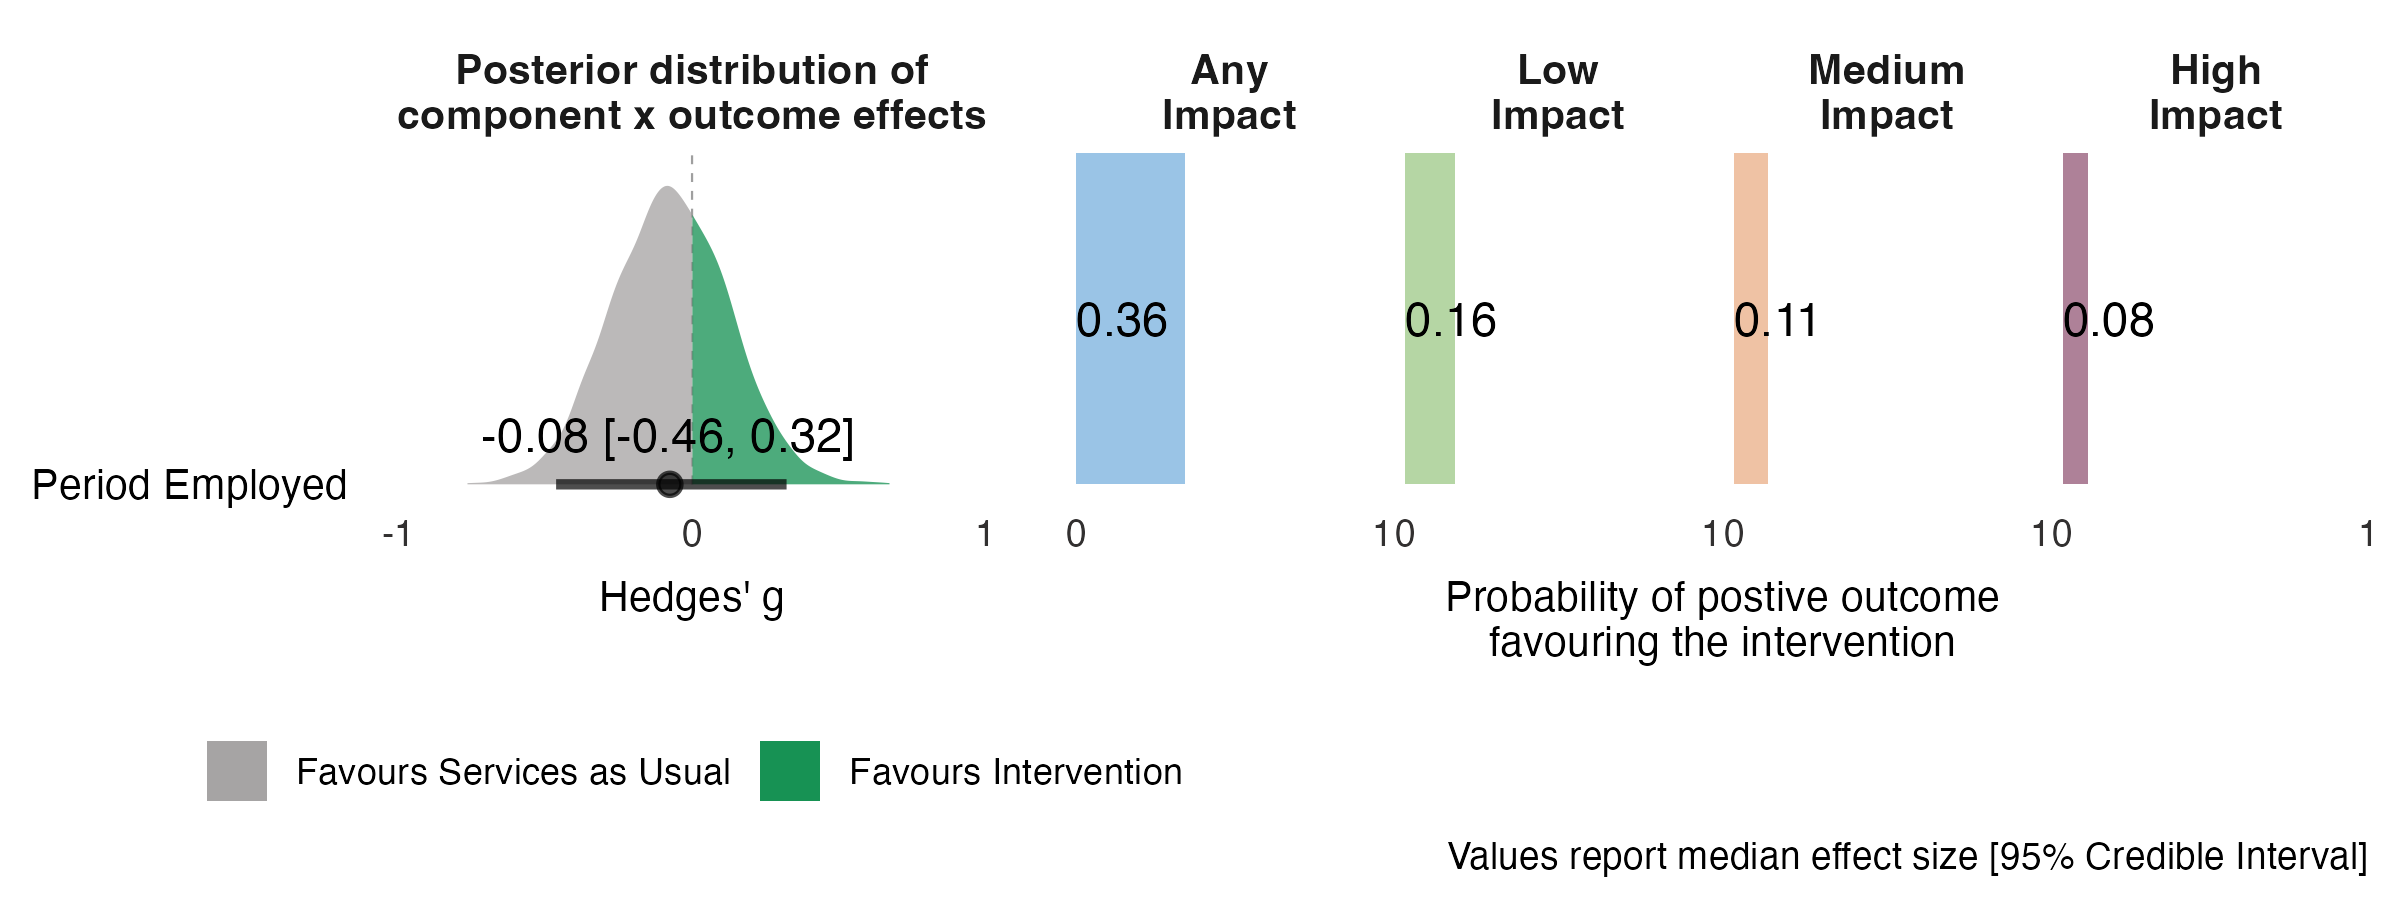 Posterior distribution of
component x outcome effects
Any
Impact
Low
Impact
Medium
Impact
High
Impact
-0.08 [-0.46, 0.32]
0.36
0.16
0.11
0.08
Period Employed
-1 0 1
0 10 10 10 1
Hedges' g
Probability of postive outcome
favouring the intervention
Favours Services as Usual
Favours Intervention
Values report median effect size [95% Credible Interval]